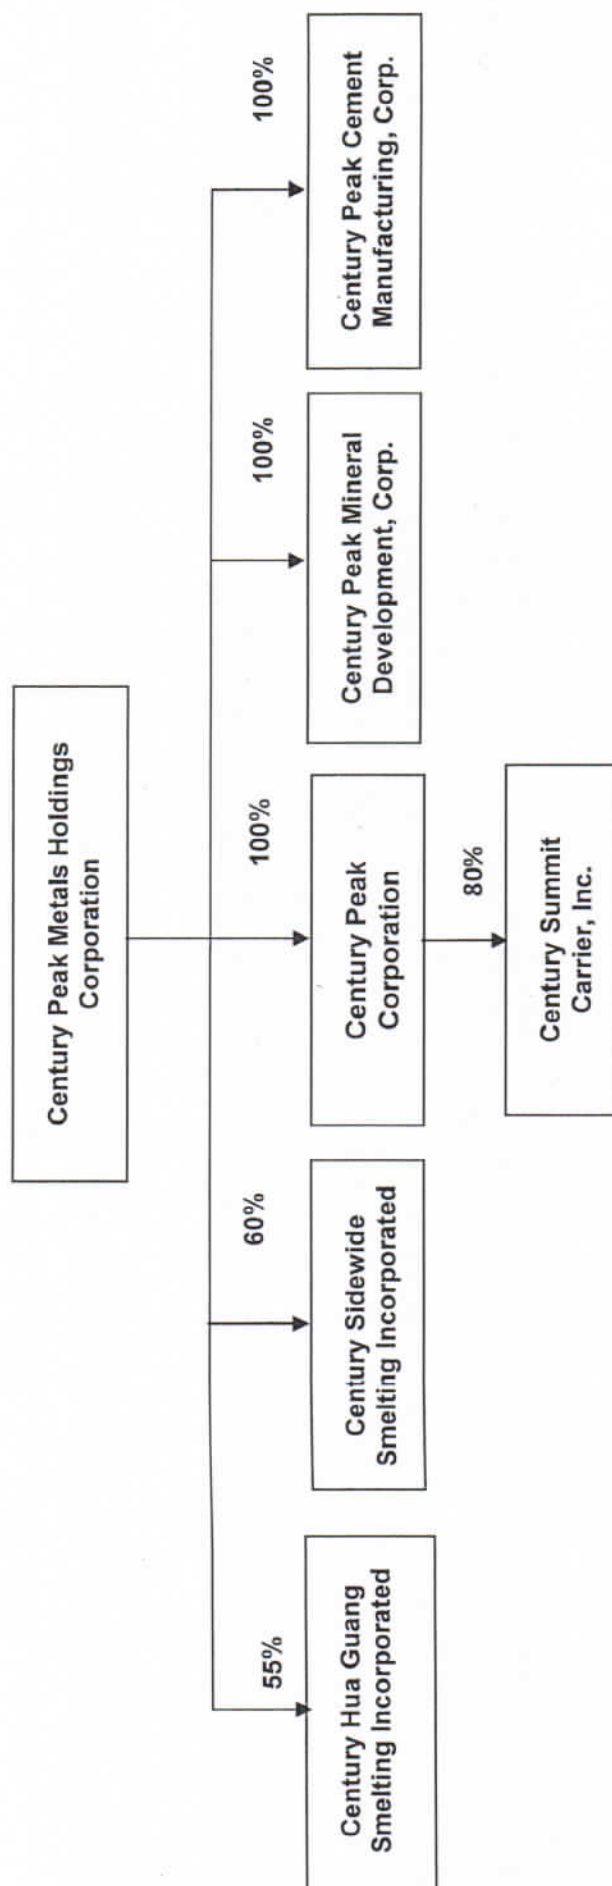 Century Peak Metals Holdings
Corporation
55%
60%
100%
100%
100%
Century Hua Guang
Smelting Incorporated
Century Sidewide
Smelting Incorporated
Century Peak
Corporation
Century Peak Mineral
Development, Corp.
Century Peak Cement
Manufacturing, Corp.
80%
Century Summit
Carrier, Inc.